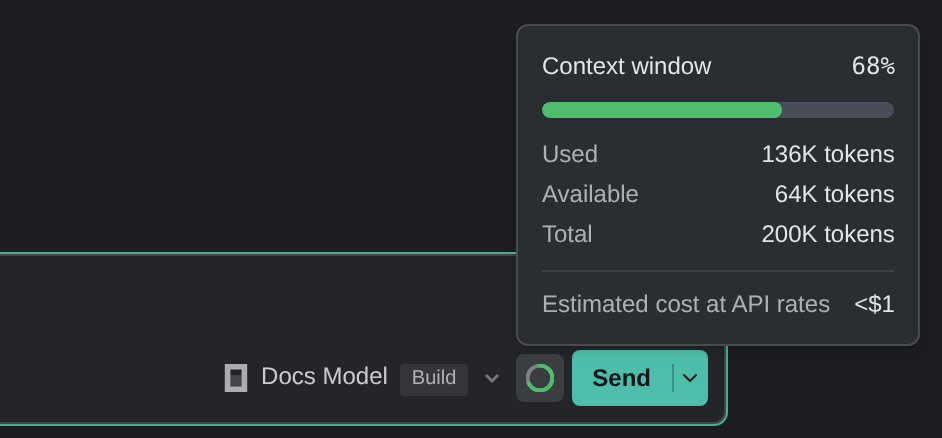 Context window 68%
Used 136K tokens
Available 64K tokens
Total 200K tokens
Estimated cost at API rates <$1
Docs Model Build Send